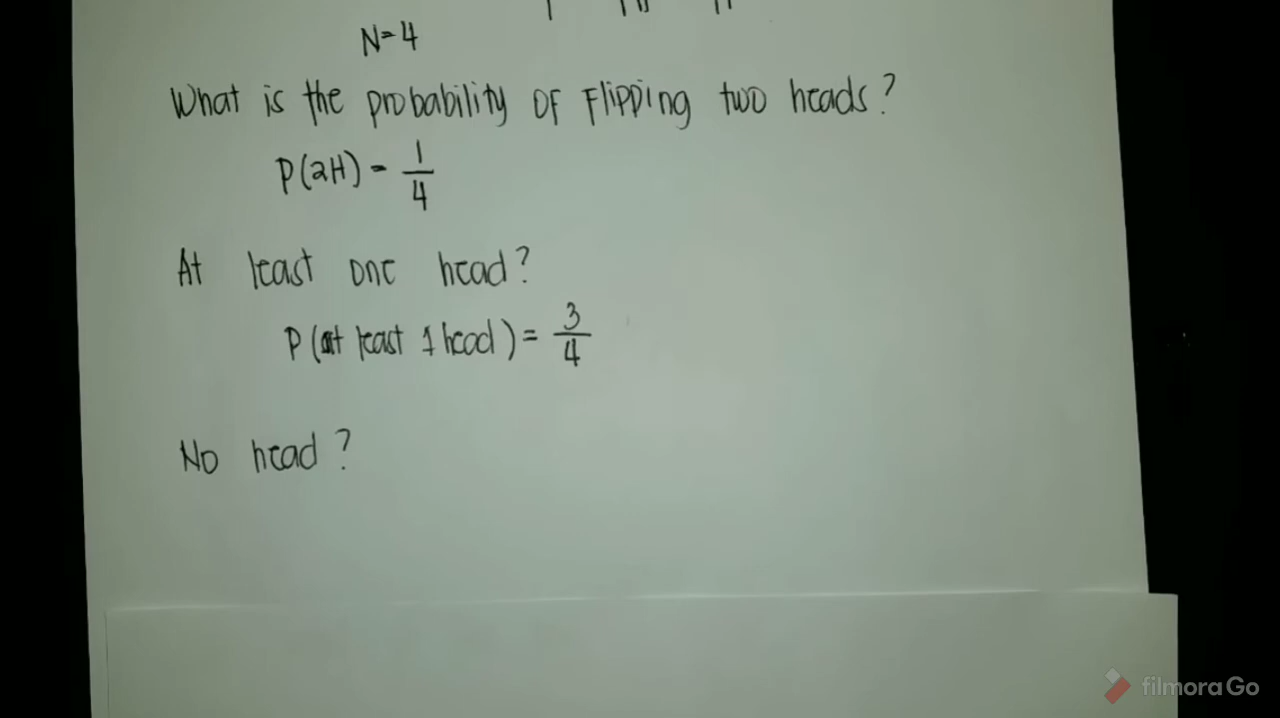 N=4
What is the probability of flipping two heads?
P(2H) = 1/4
At least one head?
P(at least 1 head) = 3/4
No head?
filmoraGo